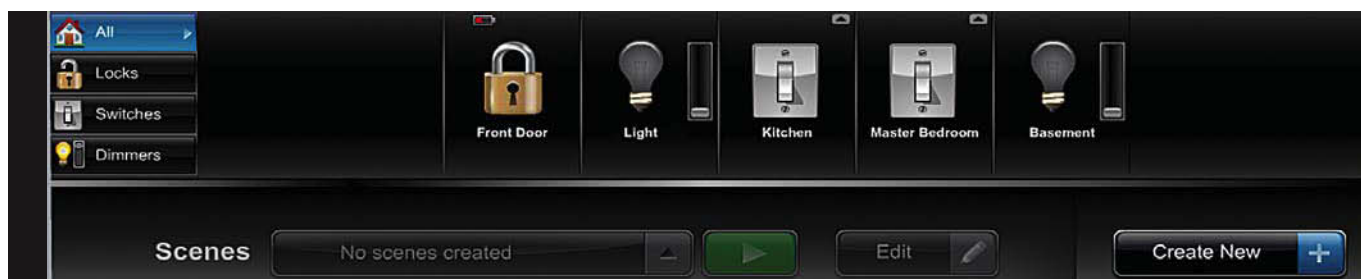 All
Locks
Switches
Dimmers
Front Door
Light
Kitchen
Master Bedroom
Basement
Scenes
No scenes created
Edit
Create New